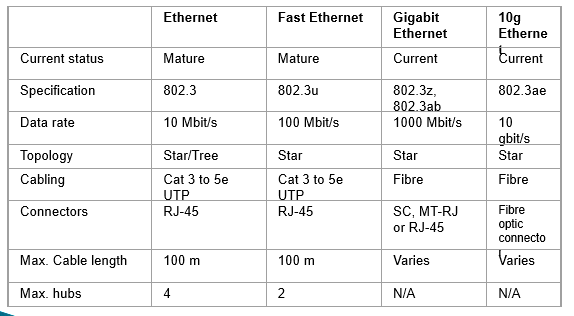 Ethernet Fast Ethernet Gigabit Ethernet 10g Etherne t
Current status Mature Mature Current Current
Specification 802.3 802.3u 802.3z, 802.3ab 802.3ae
Data rate 10 Mbit/s 100 Mbit/s 1000 Mbit/s 10 gbit/s
Topology Star/Tree Star Star Star
Cabling Cat 3 to 5e UTP Cat 3 to 5e UTP Fibre Fibre
Connectors RJ-45 RJ-45 SC, MT-RJ or RJ-45 Fibre optic connecto r
Max. Cable length 100 m 100 m Varies Varies
Max. hubs 4 2 N/A N/A